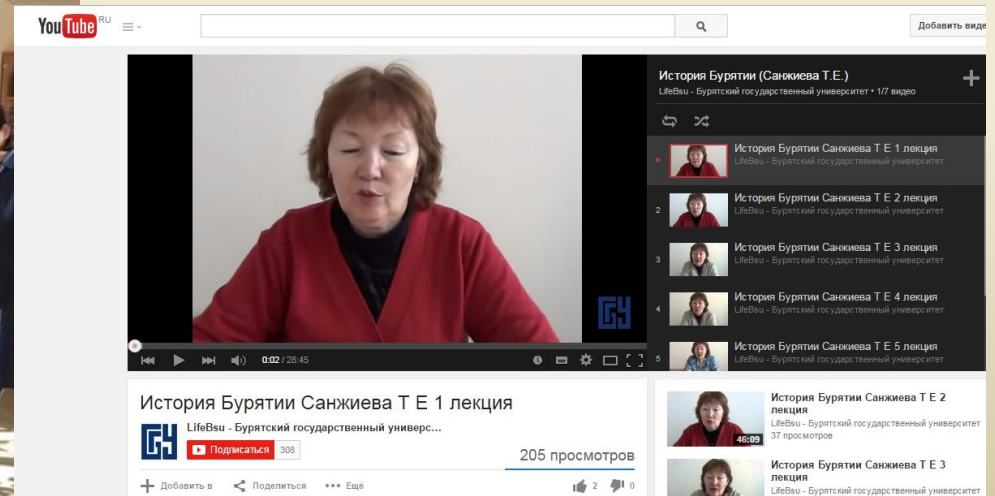 YouTube RU
Добавить виде
История Бурятии (Санжиева Т.Е.)
LifeBsu - Бурятский государственный университет • 1/7 видео
История Бурятии Санжиева Т Е 1 лекция
LifeBsu - Бурятский государственный университет
2
История Бурятии Санжиева Т Е 2 лекция
LifeBsu - Бурятский государственный университет
3
История Бурятии Санжиева Т Е 3 лекция
LifeBsu - Бурятский государственный университет
4
История Бурятии Санжиева Т Е 4 лекция
LifeBsu - Бурятский государственный университет
5
История Бурятии Санжиева Т Е 5 лекция
LifeBsu - Бурятский государственный университет
0:02 / 28:45
История Бурятии Санжиева Т Е 1 лекция
LifeBsu - Бурятский государственный универс...
Подписаться 308
205 просмотров
Добавить в Поделиться ••• Ещё
2 0
46:09
История Бурятии Санжиева Т Е 2
лекция
LifeBsu - Бурятский государственный университет
37 просмотров
История Бурятии Санжиева Т Е 3
лекция
LifeBsu - Бурятский государственный университет